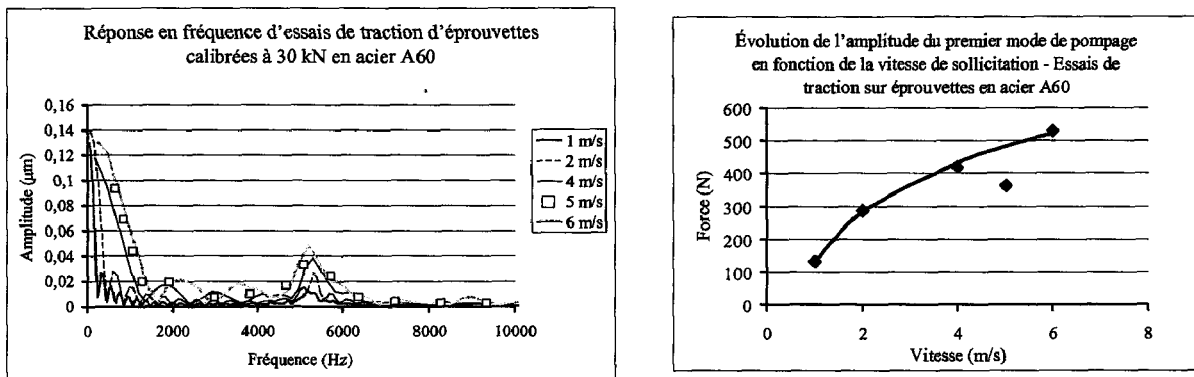 Réponse en fréquence d'essais de traction d'éprouvettes
calibrées à 30 kN en acier A60
0,16
0,14
0,12
0,1
0,08
0,06
0,04
0,02
0
Amplitude (μm)
0 2000 4000 6000 8000 10000
Fréquence (Hz)
1 m/s
2 m/s
4 m/s
5 m/s
6 m/s
Évolution de l'amplitude du premier mode de pompage
en fonction de la vitesse de sollicitation - Essais de
traction sur éprouvettes en acier A60
600
500
400
300
200
100
0
Force (N)
0 2 4 6 8
Vitesse (m/s)